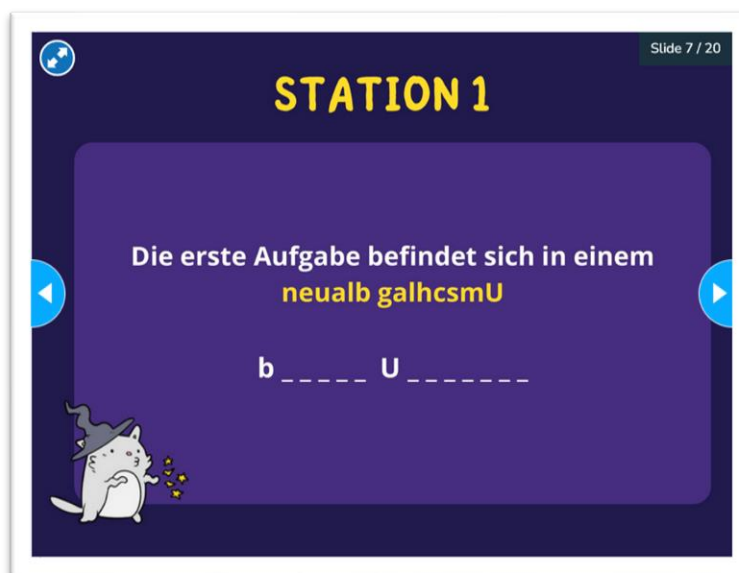 Slide 7 / 20
STATION 1
Die erste Aufgabe befindet sich in einem
neualb galhcsmU
b _ _ _ _ _ U _ _ _ _ _ _ _